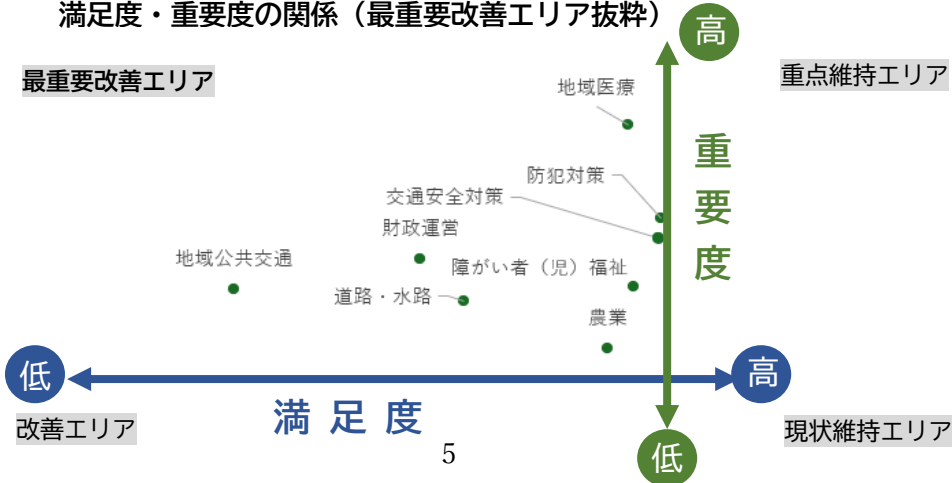 満足度・重要度の関係（最重要改善エリア抜粋）
高
最重要改善エリア
重点維持エリア
地域医療
重要度
防犯対策
交通安全対策
財政運営
地域公共交通
障がい者（児）福祉
道路・水路
農業
低
高
満足度
改善エリア
現状維持エリア
5
低